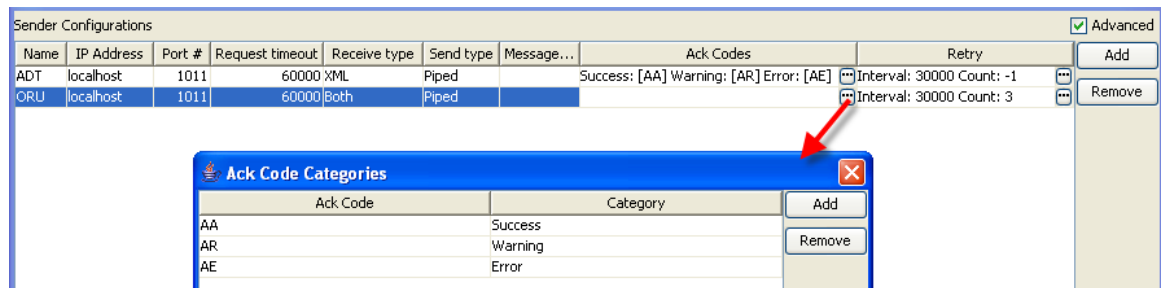 Sender Configurations Advanced
Name IP Address Port # Request timeout Receive type Send type Message... Ack Codes Retry Add
ADT localhost 1011 60000 XML Piped Success: [AA] Warning: [AR] Error: [AE] ... Interval: 30000 Count: -1 ...
ORU localhost 1011 60000 Both Piped ... Interval: 30000 Count: 3 ... Remove
Ack Code Categories
Ack Code Category Add
AA Success
AR Warning Remove
AE Error